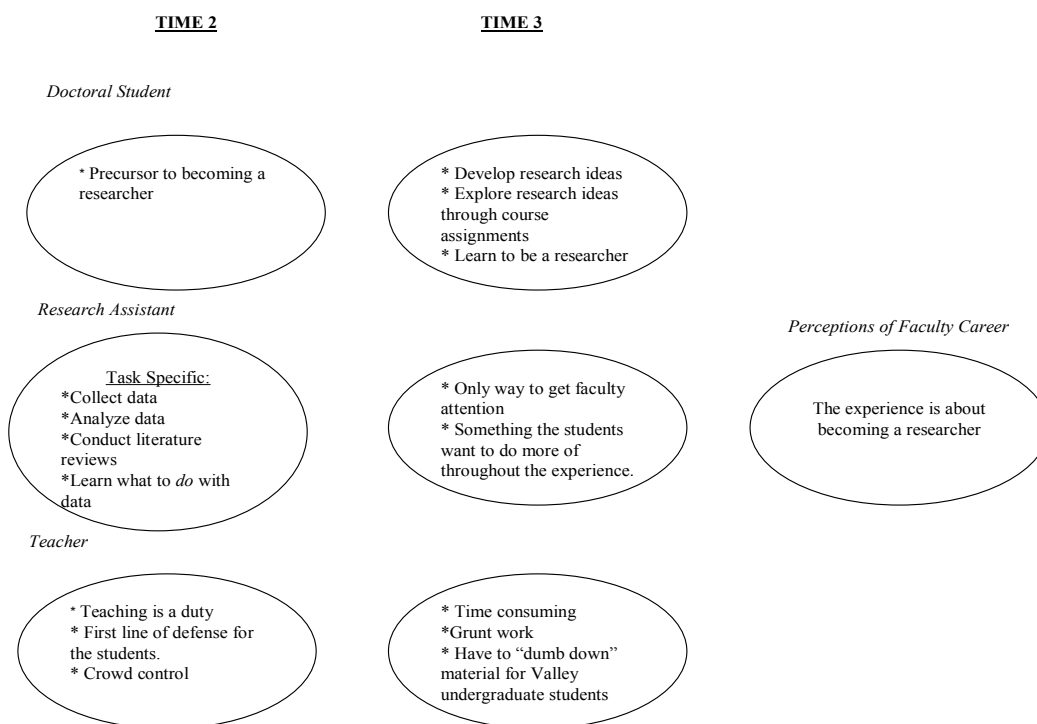 TIME 2
TIME 3
Doctoral Student
* Precursor to becoming a
researcher
* Develop research ideas
* Explore research ideas
through course
assignments
* Learn to be a researcher
Research Assistant
Perceptions of Faculty Career
Task Specific:
*Collect data
*Analyze data
*Conduct literature
reviews
*Learn what to do with
data
* Only way to get faculty
attention
* Something the students
want to do more of
throughout the experience.
The experience is about
becoming a researcher
Teacher
* Teaching is a duty
* First line of defense for
the students.
* Crowd control
* Time consuming
*Grunt work
* Have to “dumb down”
material for Valley
undergraduate students